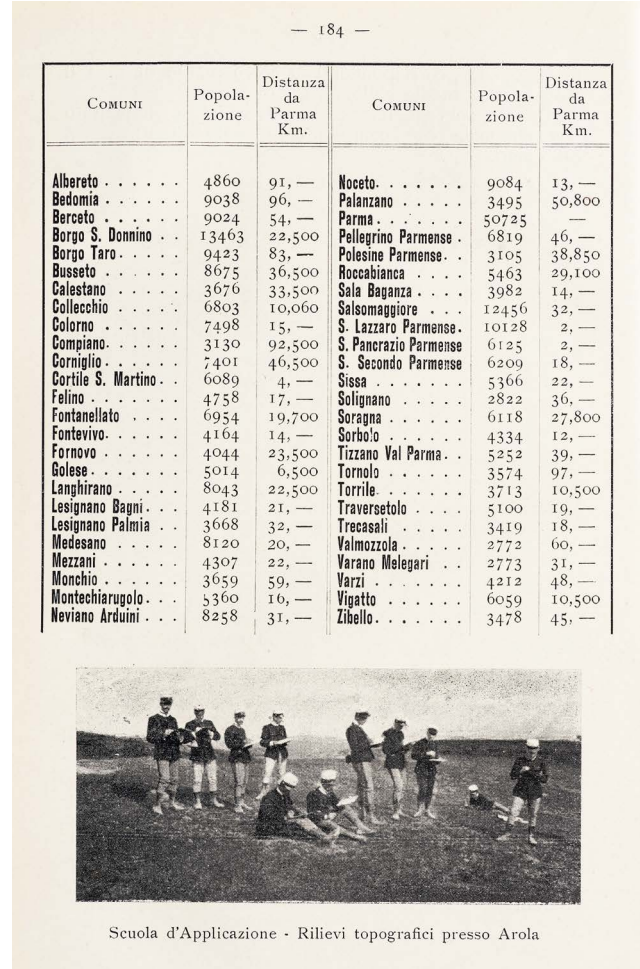 — 184 —
COMUNI Popola-zione Distanza da Parma Km. COMUNI Popola-zione Distanza da Parma Km.
Albereto . . . . . . 4860 91, — Noceto. . . . . . . 9084 13, —
Bedomia . . . . . . 9038 96, — Palanzano . . . . . 3495 50,800
Berceto . . . . . . 9024 54, — Parma . . . . . . . 50725 —
Borgo S. Donnino . . 13463 22,500 Pellegrino Parmense . 6819 46, —
Borgo Taro. . . . . 9423 83, — Polesine Parmense. . 3105 38,850
Busseto . . . . . . 8675 36,500 Roccabianca . . . . 5463 29,100
Calestano . . . . . 3676 33,500 Sala Baganza . . . . 3982 14, —
Collecchio . . . . . 6803 10,060 Salsomaggiore . . . 12456 32, —
Colorno . . . . . . 7498 15, — S. Lazzaro Parmense. 10128 2, —
Compiano. . . . . . 3130 92,500 S. Pancrazio Parmense 6125 2, —
Corniglio . . . . . 7401 46,500 S. Secondo Parmense 6209 18, —
Cortile S. Martino. . 6089 4, — Sissa . . . . . . . 5366 22, —
Felino . . . . . . . 4758 17, — Solignano . . . . . 2822 36, —
Fontanellato . . . . 6954 19,700 Soragna . . . . . . 6118 27,800
Fontevivo. . . . . . 4164 14, — Sorbolo . . . . . . 4334 12, —
Fornovo . . . . . . 4044 23,500 Tizzano Val Parma . . 5252 39, —
Golese . . . . . . . 5014 6,500 Tornolo . . . . . . 3574 97, —
Langhirano . . . . . 8043 22,500 Torrile. . . . . . . 3713 10,500
Lesignano Bagni. . . 4181 21, — Traversetolo . . . . 5100 19, —
Lesignano Palmia . . 3668 32, — Trecasali . . . . . 3419 18, —
Medesano . . . . . 8120 20, — Valmozzola . . . . . 2772 60, —
Mezzani . . . . . . 4307 22, — Varano Melegari . . 2773 31, —
Monchio . . . . . . 3659 59, — Varzi . . . . . . . 4212 48, —
Montechiarugolo. . . 5360 16, — Vigatto . . . . . . 6059 10,500
Neviano Arduini . . . 8258 31, — Zibello. . . . . . . 3478 45, —
Scuola d'Applicazione - Rilievi topografici presso Arola